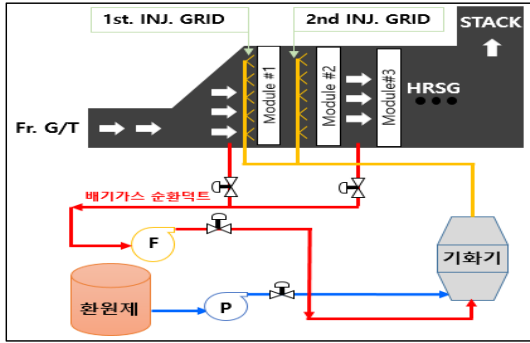 1st. INJ. GRID
2nd INJ. GRID
STACK
Module #1
Module #2
Module#3
HRSG
Fr. G/T
배기가스 순환덕트
F
기화기
환원제
P